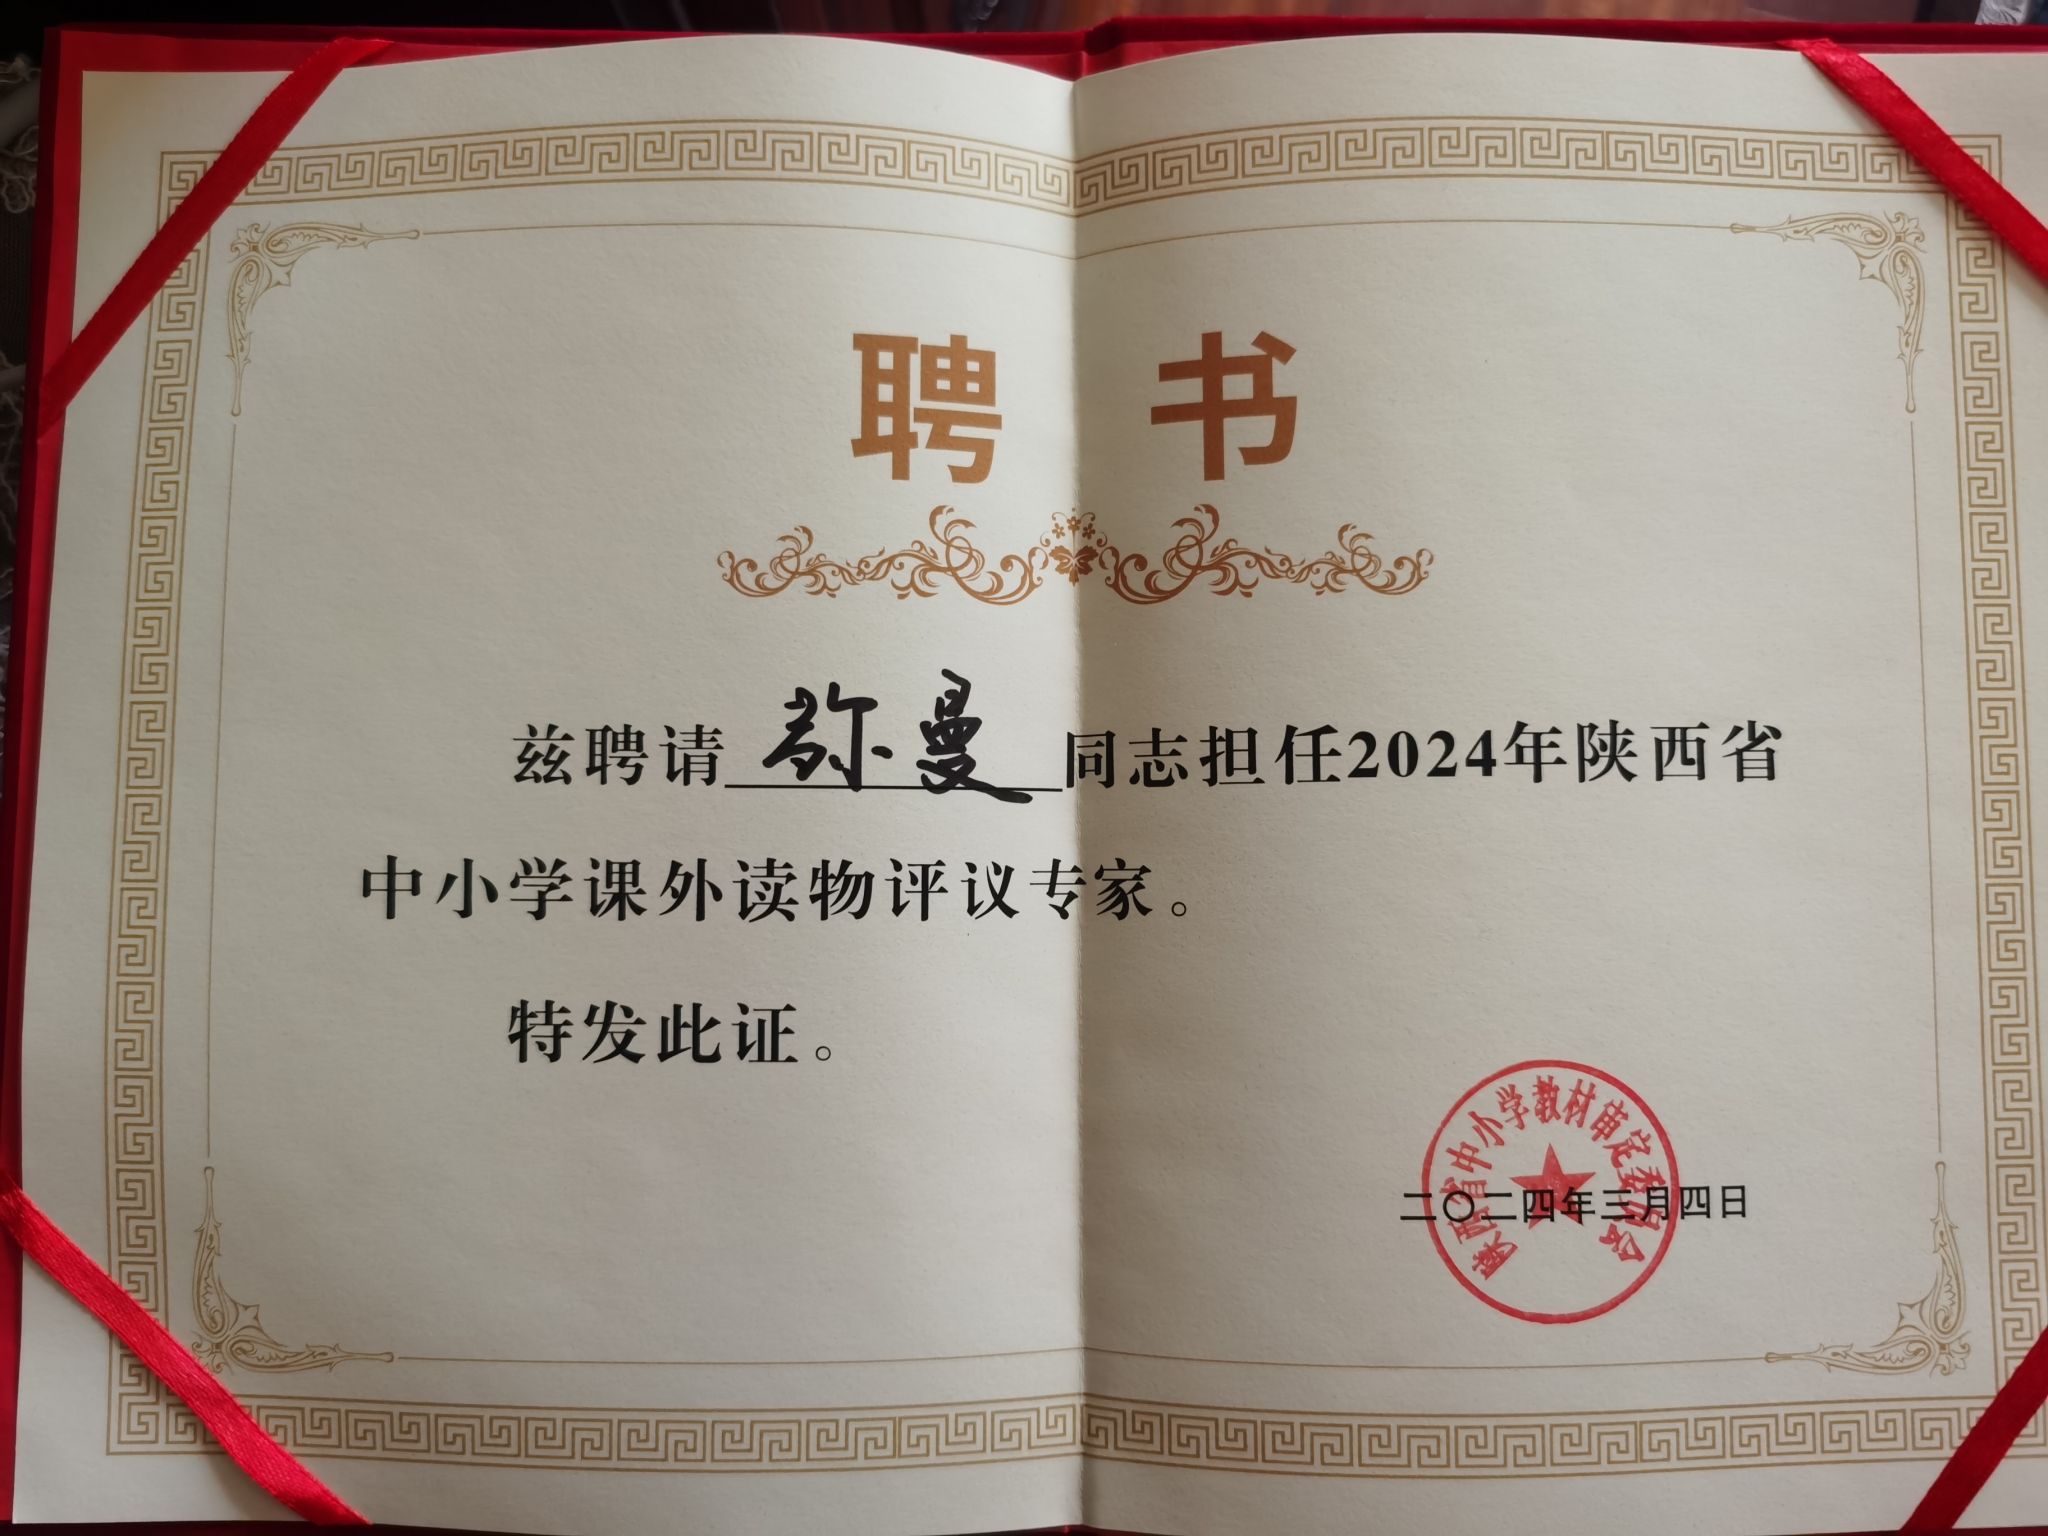 聘书
兹聘请 弥曼 同志担任2024年陕西省
中小学课外读物评议专家。
特发此证。
陕西省中小学教材审定委员会
二〇二四年三月四日